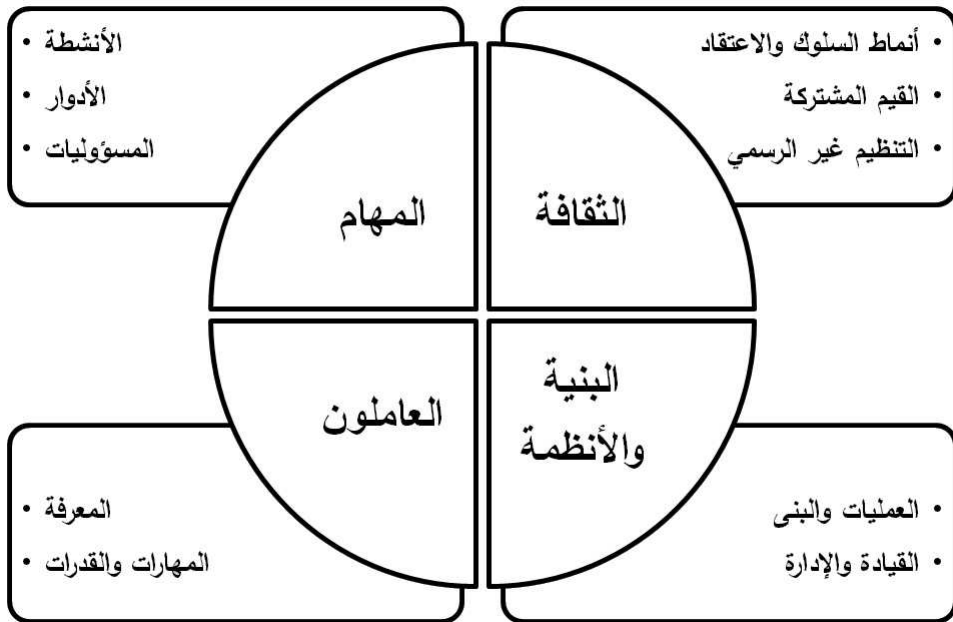 أنماط السلوك والاعتقاد
القيم المشتركة
التنظيم غير الرسمي
الثقافة
الأنشطة
الأدوار
المسؤوليات
المهام
البنية
والأنظمة
العمليات والبنى
القيادة والإدارة
العاملون
المعرفة
المهارات والقدرات